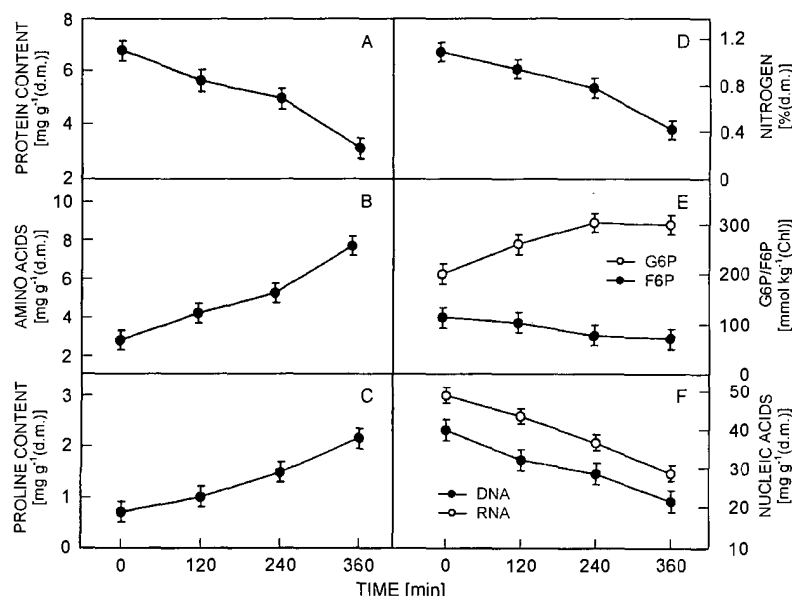 PROTEIN CONTENT
[mg g⁻¹(d.m.)]
8
6
4
2
A
AMINO ACIDS
[mg g⁻¹(d.m.)]
10
8
6
4
2
B
PROLINE CONTENT
[mg g⁻¹(d.m.)]
3
2
1
0
C
0 120 240 360
D
1.2
0.8
0.4
0
NITROGEN
[%(d.m.)]
E
G6P
F6P
300
200
100
0
G6P/F6P
[mmol kg⁻¹(Chl)]
F
DNA
RNA
50
40
30
20
10
NUCLEIC ACIDS
[mg g⁻¹(d.m.)]
0 120 240 360
TIME [min]